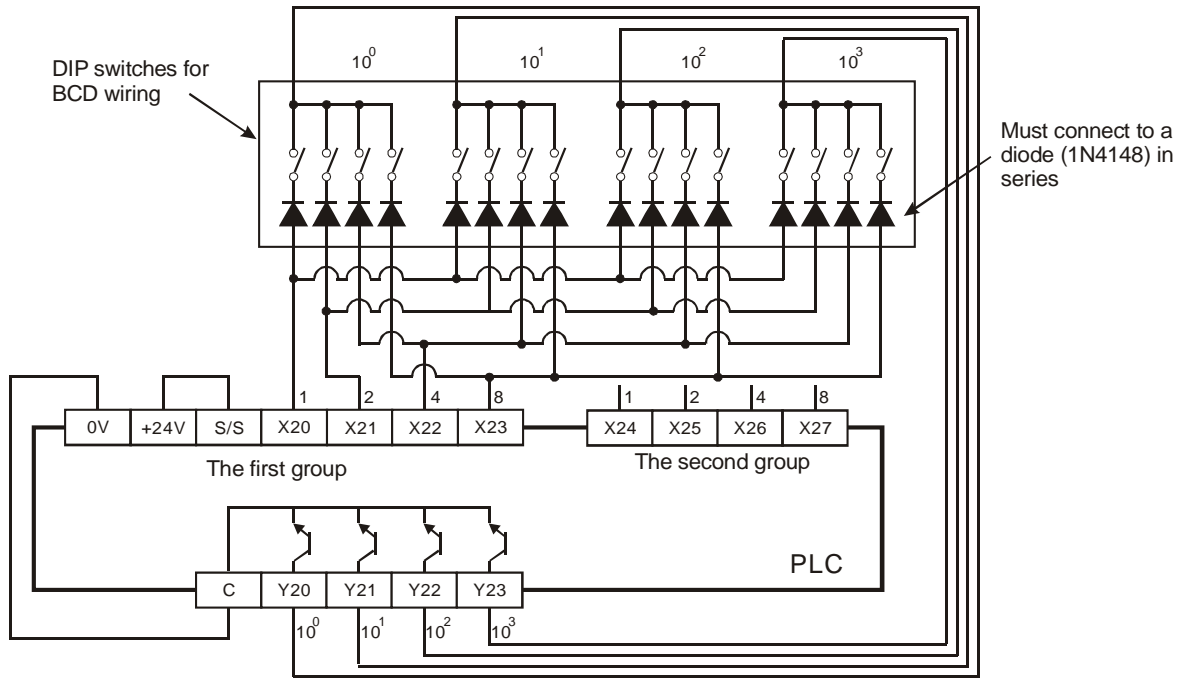 10⁰ 10¹ 10² 10³
DIP switches for
BCD wiring
Must connect to a
diode (1N4148) in
series
1 2 4 8 1 2 4 8
0V +24V S/S X20 X21 X22 X23 X24 X25 X26 X27
The first group
The second group
PLC
C Y20 Y21 Y22 Y23
10⁰ 10¹ 10² 10³